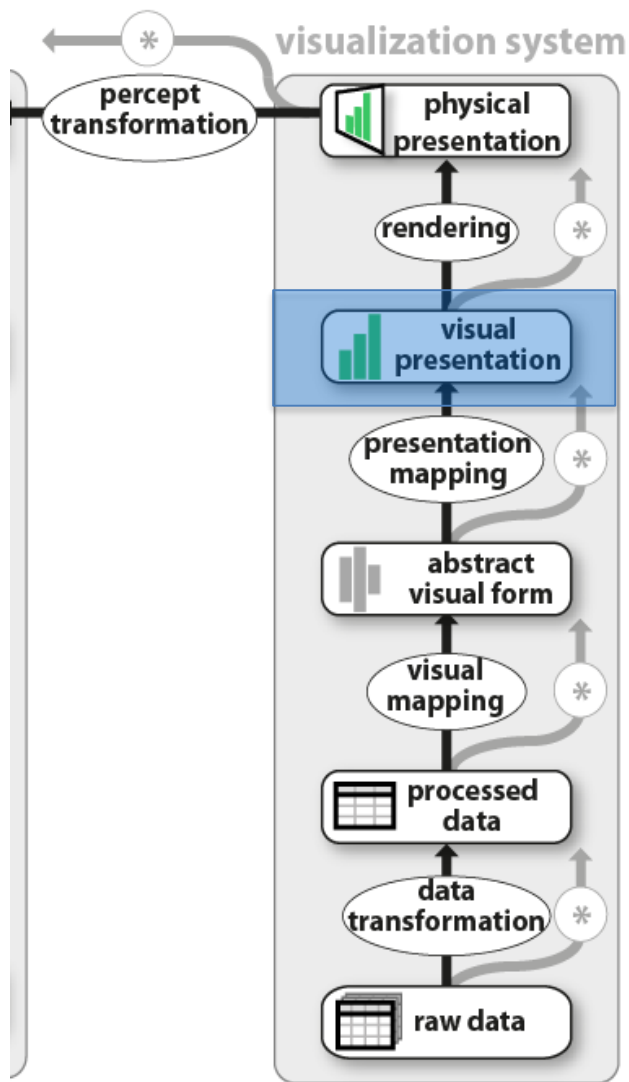 *
visualization system
percept
transformation
physical
presentation
rendering
*
visual
presentation
presentation
mapping
*
abstract
visual form
visual
mapping
*
processed
data
data
transformation
*
raw data